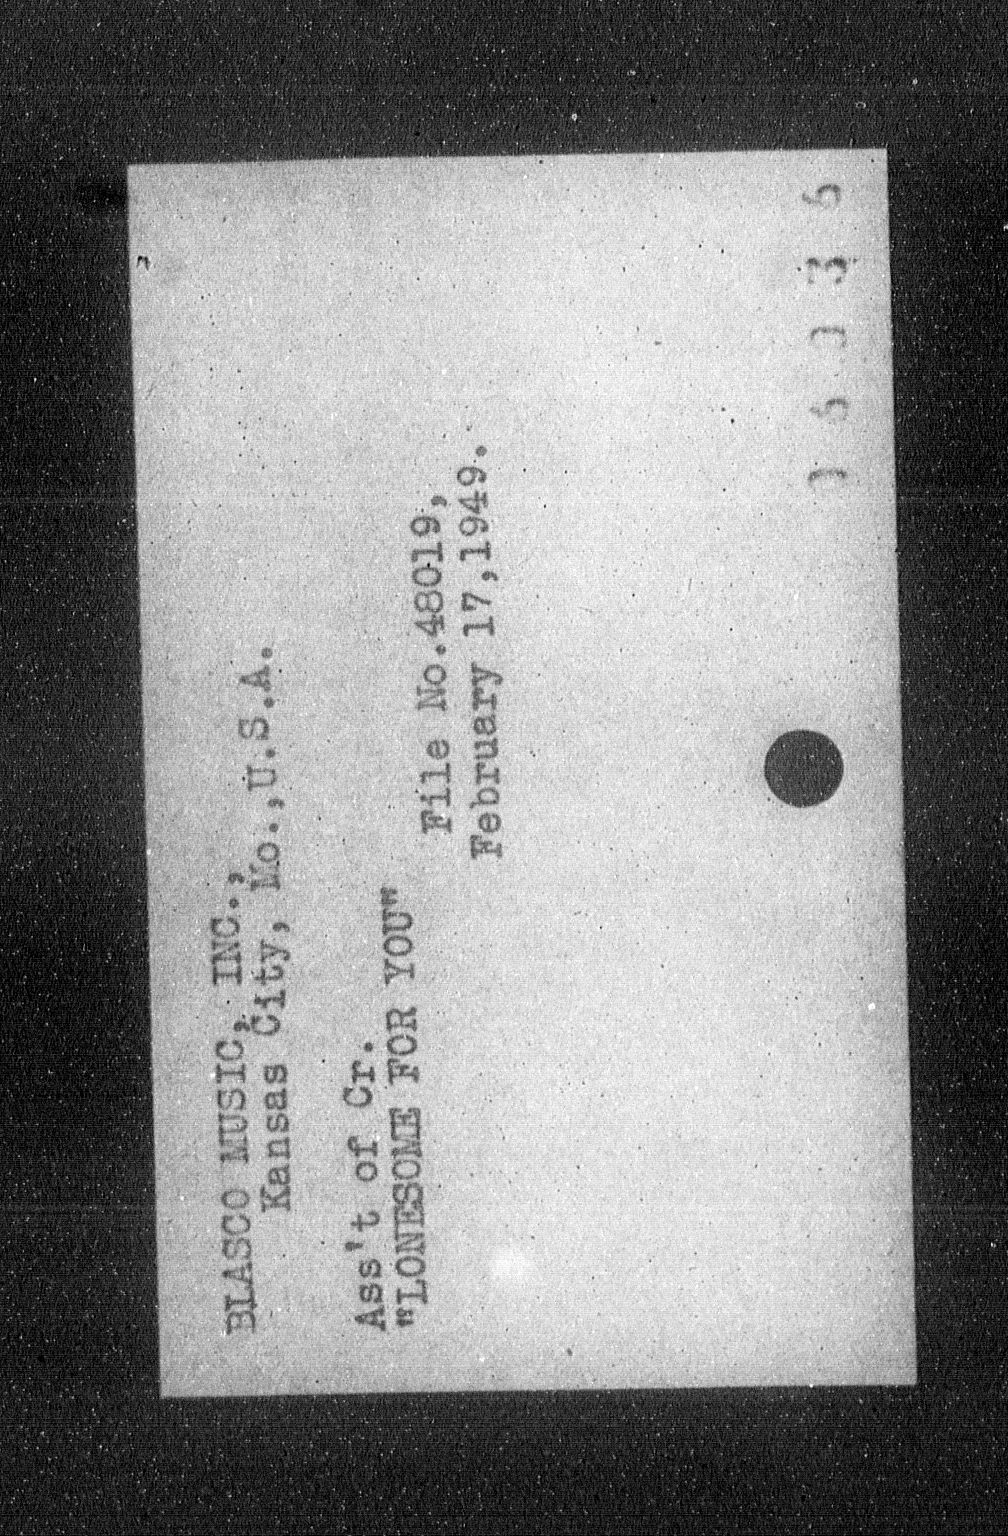 BLASCO MUSIC, INC.,
Kansas City, Mo.,U.S.A.
Ass't of Cr.
"LONESOME FOR YOU"
File No.48019,
February 17,1949.